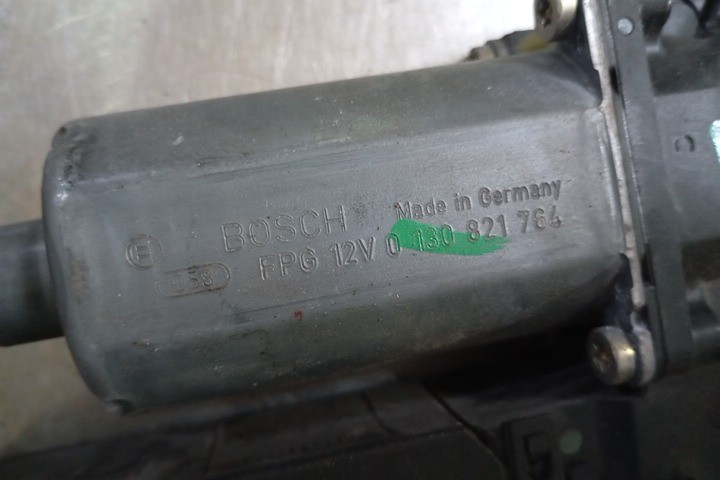 Made in Germany
BOSCH
FPG 12V 0 130 821 764